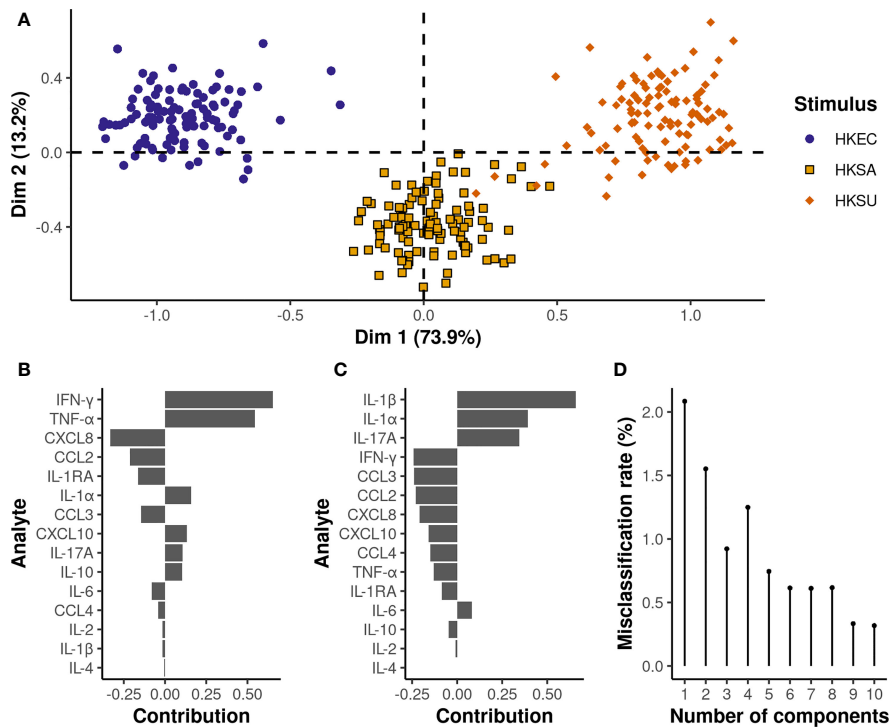 A
Dim 2 (13.2%)
0.4
0.0
-0.4
-1.0 -0.5 0.0 0.5 1.0
Dim 1 (73.9%)
Stimulus
HKEC
HKSA
HKSU
B
Analyte
IFN-γ
TNF-α
CXCL8
CCL2
IL-1RA
IL-1α
CCL3
CXCL10
IL-17A
IL-10
IL-6
CCL4
IL-2
IL-1β
IL-4
-0.25 0.00 0.25 0.50
Contribution
C
Analyte
IL-1β
IL-1α
IL-17A
IFN-γ
CCL3
CCL2
CXCL8
CXCL10
CCL4
TNF-α
IL-1RA
IL-6
IL-10
IL-2
IL-4
-0.25 0.00 0.25 0.50
Contribution
D
Misclassification rate (%)
2.0
1.5
1.0
0.5
0.0
1 2 3 4 5 6 7 8 9 10
Number of components